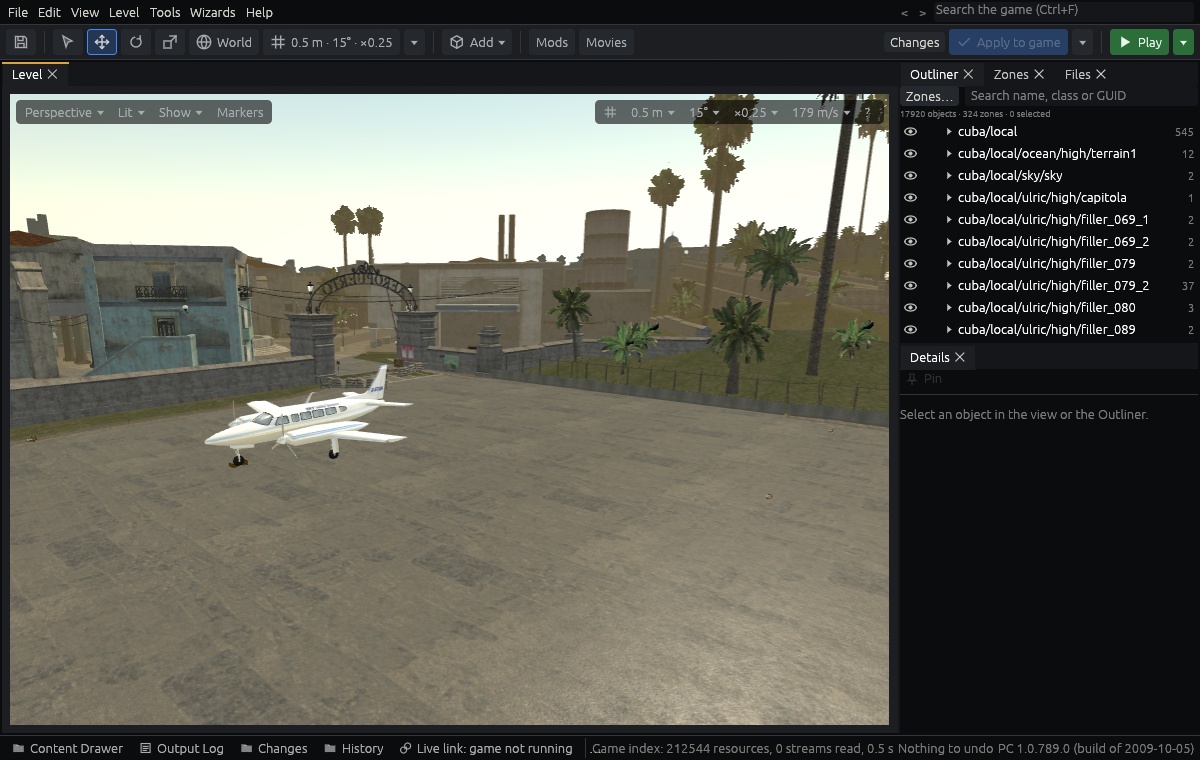 File Edit View Level Tools Wizards Help
< > Search the game (Ctrl+F)
World
0.5 m · 15° · ×0.25
Add
Mods
Movies
Changes
Apply to game
Play
Level
Outliner
Zones
Files
Perspective
Lit
Show
Markers
0.5 m
15°
×0.25
179 m/s
?
Zones...
Search name, class or GUID
17920 objects · 324 zones · 0 selected
cuba/local 545
cuba/local/ocean/high/terrain1 12
cuba/local/sky/sky 2
cuba/local/ulric/high/capitola 1
cuba/local/ulric/high/filler_069_1 2
cuba/local/ulric/high/filler_069_2 2
cuba/local/ulric/high/filler_079 2
cuba/local/ulric/high/filler_079_2 37
cuba/local/ulric/high/filler_080 3
cuba/local/ulric/high/filler_089 2
Details
Pin
Select an object in the view or the Outliner.
Content Drawer
Output Log
Changes
History
Live link: game not running
.Game index: 212544 resources, 0 streams read, 0.5 s
Nothing to undo
PC 1.0.789.0 (build of 2009-10-05)